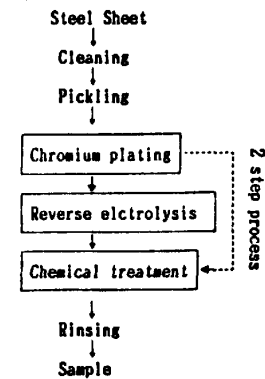 Steel Sheet
Cleaning
Pickling
Chromium plating
Reverse elctrolysis
Chemical treatment
Rinsing
Sample
2 step process